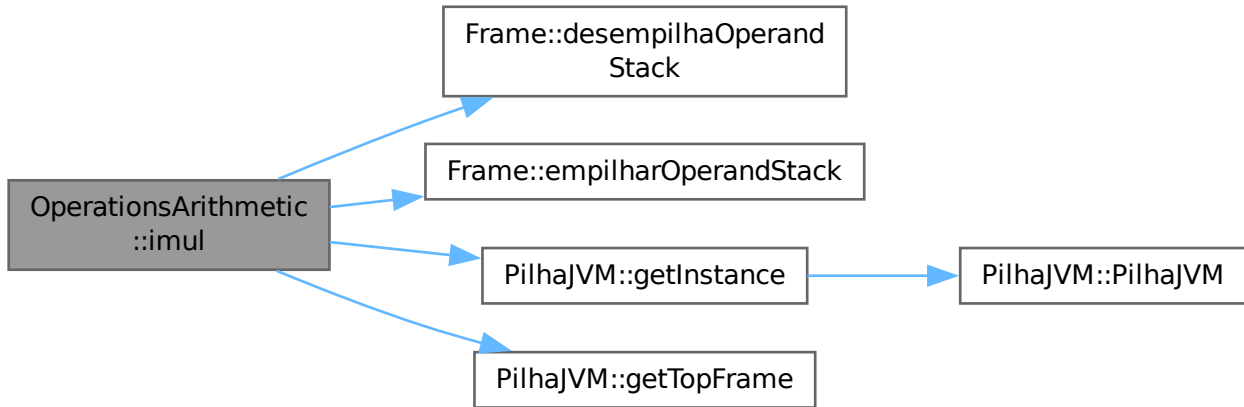 Frame::desempilhaOperand
Stack
OperationsArithmetic
::imul
Frame::empilharOperandStack
PilhaJVM::getInstance
PilhaJVM::PilhaJVM
PilhaJVM::getTopFrame